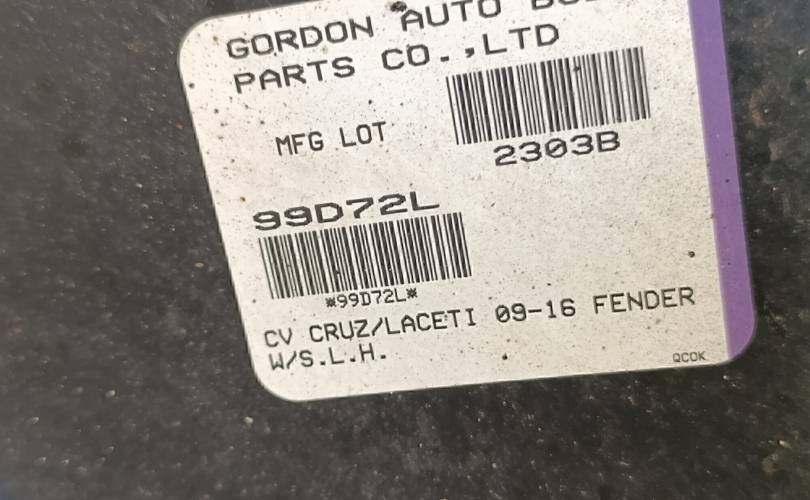 GORDON AUTO
PARTS CO.,LTD
MFG LOT
2303B
99D72L
*99D72L*
CV CRUZ/LACETI 09-16 FENDER
W/S.L.H.
QCOK